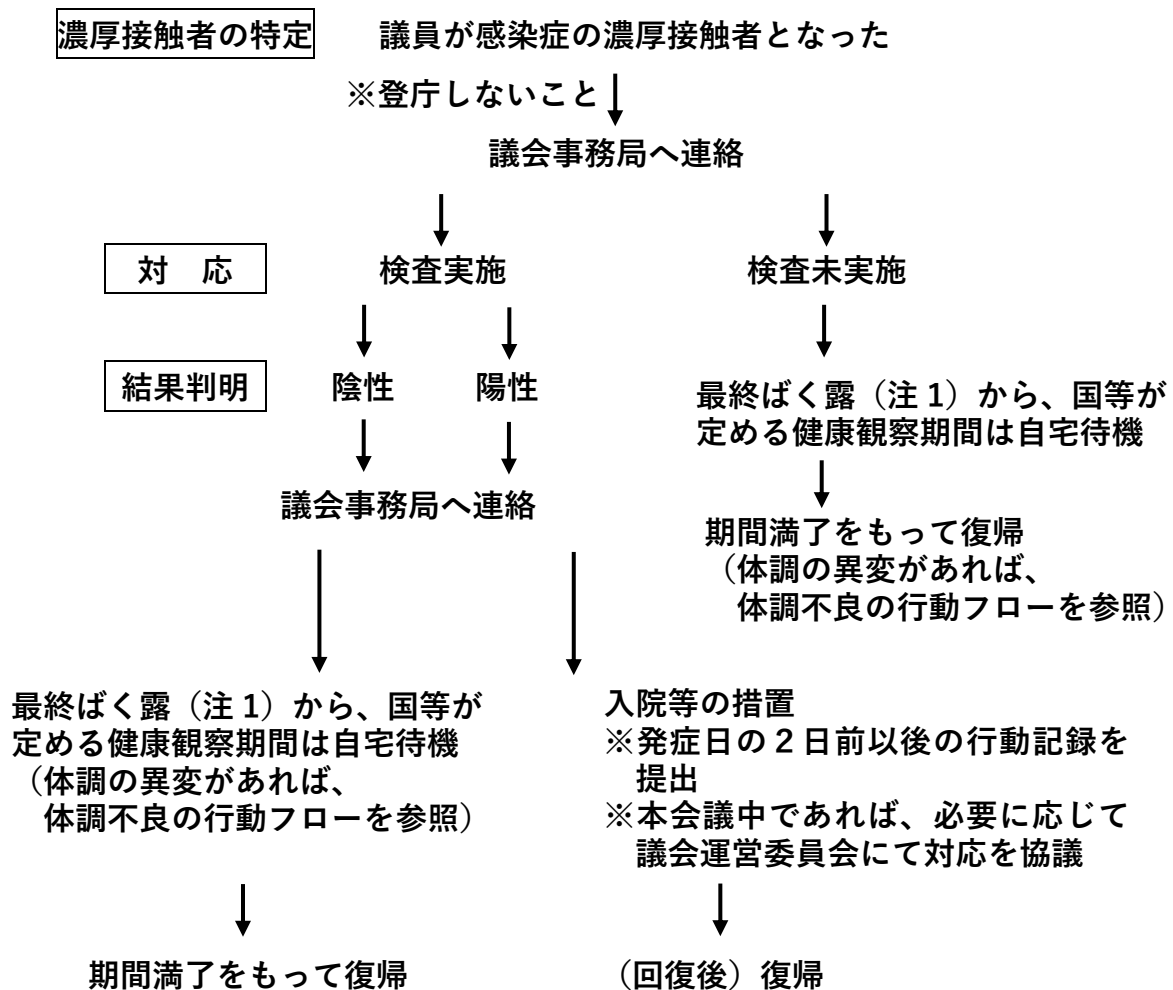 濃厚接触者の特定 議員が感染症の濃厚接触者となった
※登庁しないこと
議会事務局へ連絡
対 応 検査実施 検査未実施
結果判明 陰性 陽性
最終ばく露（注1）から、国等が
定める健康観察期間は自宅待機
議会事務局へ連絡
期間満了をもって復帰
（体調の異変があれば、
体調不良の行動フローを参照）
最終ばく露（注1）から、国等が
定める健康観察期間は自宅待機
（体調の異変があれば、
体調不良の行動フローを参照）
期間満了をもって復帰
入院等の措置
※発症日の２日前以後の行動記録を
提出
※本会議中であれば、必要に応じて
議会運営委員会にて対応を協議
（回復後）復帰